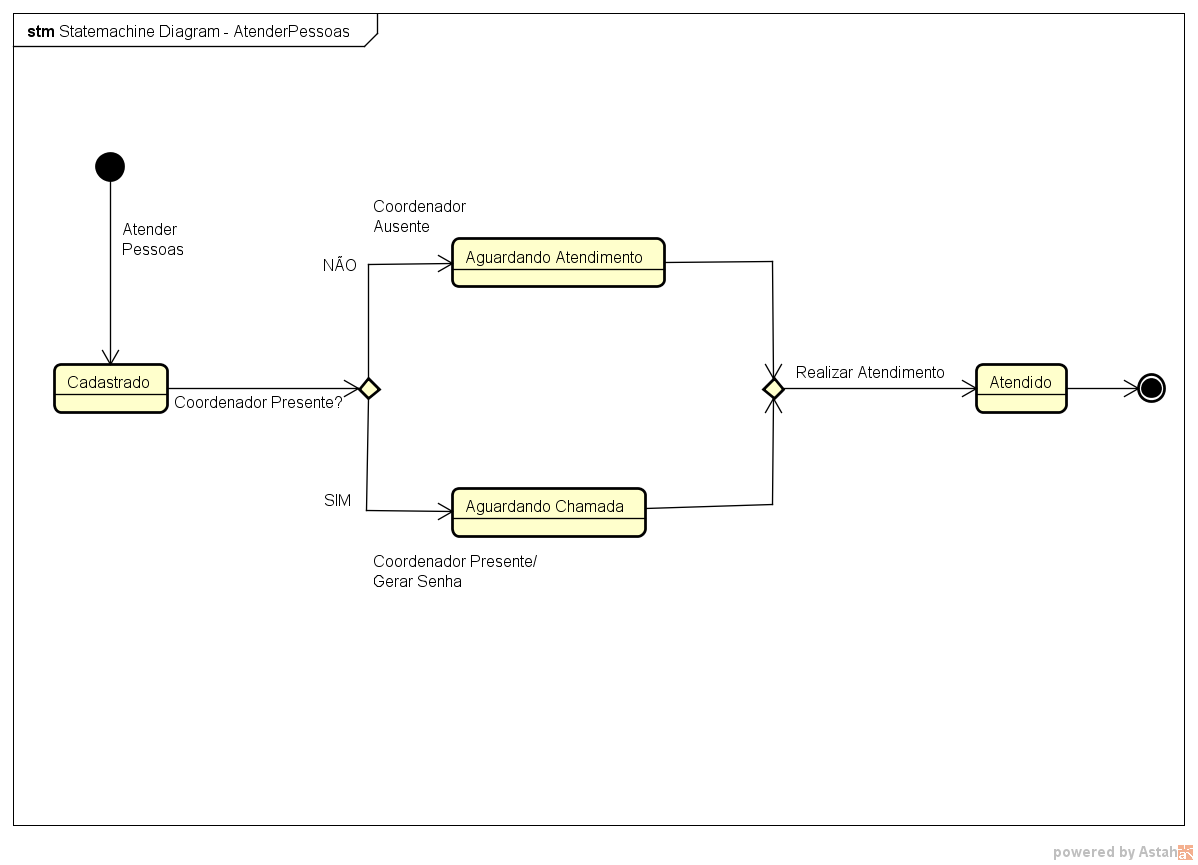 stm Statemachine Diagram - AtenderPessoas
Atender
Pessoas
Coordenador
Ausente
NÃO
Aguardando Atendimento
Cadastrado
Coordenador Presente?
Realizar Atendimento
Atendido
SIM
Aguardando Chamada
Coordenador Presente/
Gerar Senha
powered by Astah